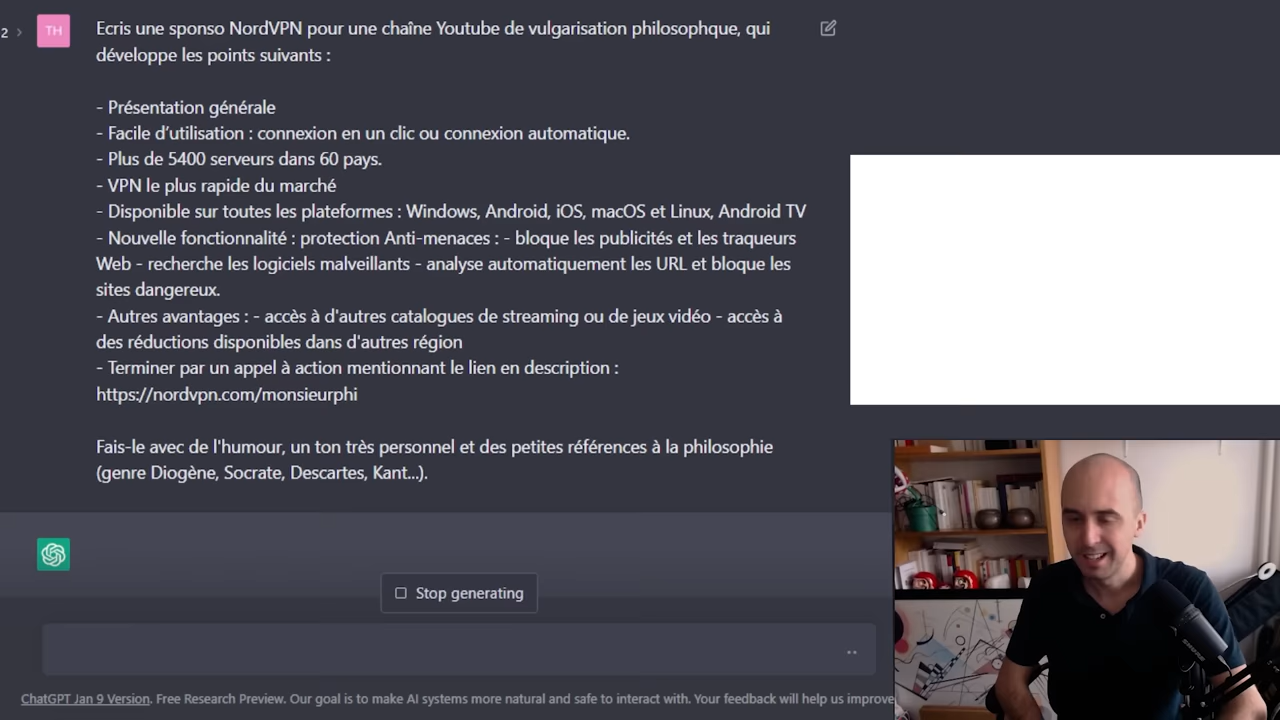 2 >
TH
Ecris une sponso NordVPN pour une chaîne Youtube de vulgarisation philosophque, qui
développe les points suivants :
- Présentation générale
- Facile d'utilisation : connexion en un clic ou connexion automatique.
- Plus de 5400 serveurs dans 60 pays.
- VPN le plus rapide du marché
- Disponible sur toutes les plateformes : Windows, Android, iOS, macOS et Linux, Android TV
- Nouvelle fonctionnalité : protection Anti-menaces : - bloque les publicités et les traqueurs
Web - recherche les logiciels malveillants - analyse automatiquement les URL et bloque les
sites dangereux.
- Autres avantages : - accès à d'autres catalogues de streaming ou de jeux vidéo - accès à
des réductions disponibles dans d'autres région
- Terminer par un appel à action mentionnant le lien en description :
https://nordvpn.com/monsieurphi
Fais-le avec de l'humour, un ton très personnel et des petites références à la philosophie
(genre Diogène, Socrate, Descartes, Kant...).
Stop generating
ChatGPT Jan 9 Version. Free Research Preview. Our goal is to make AI systems more natural and safe to interact with. Your feedback will help us improve